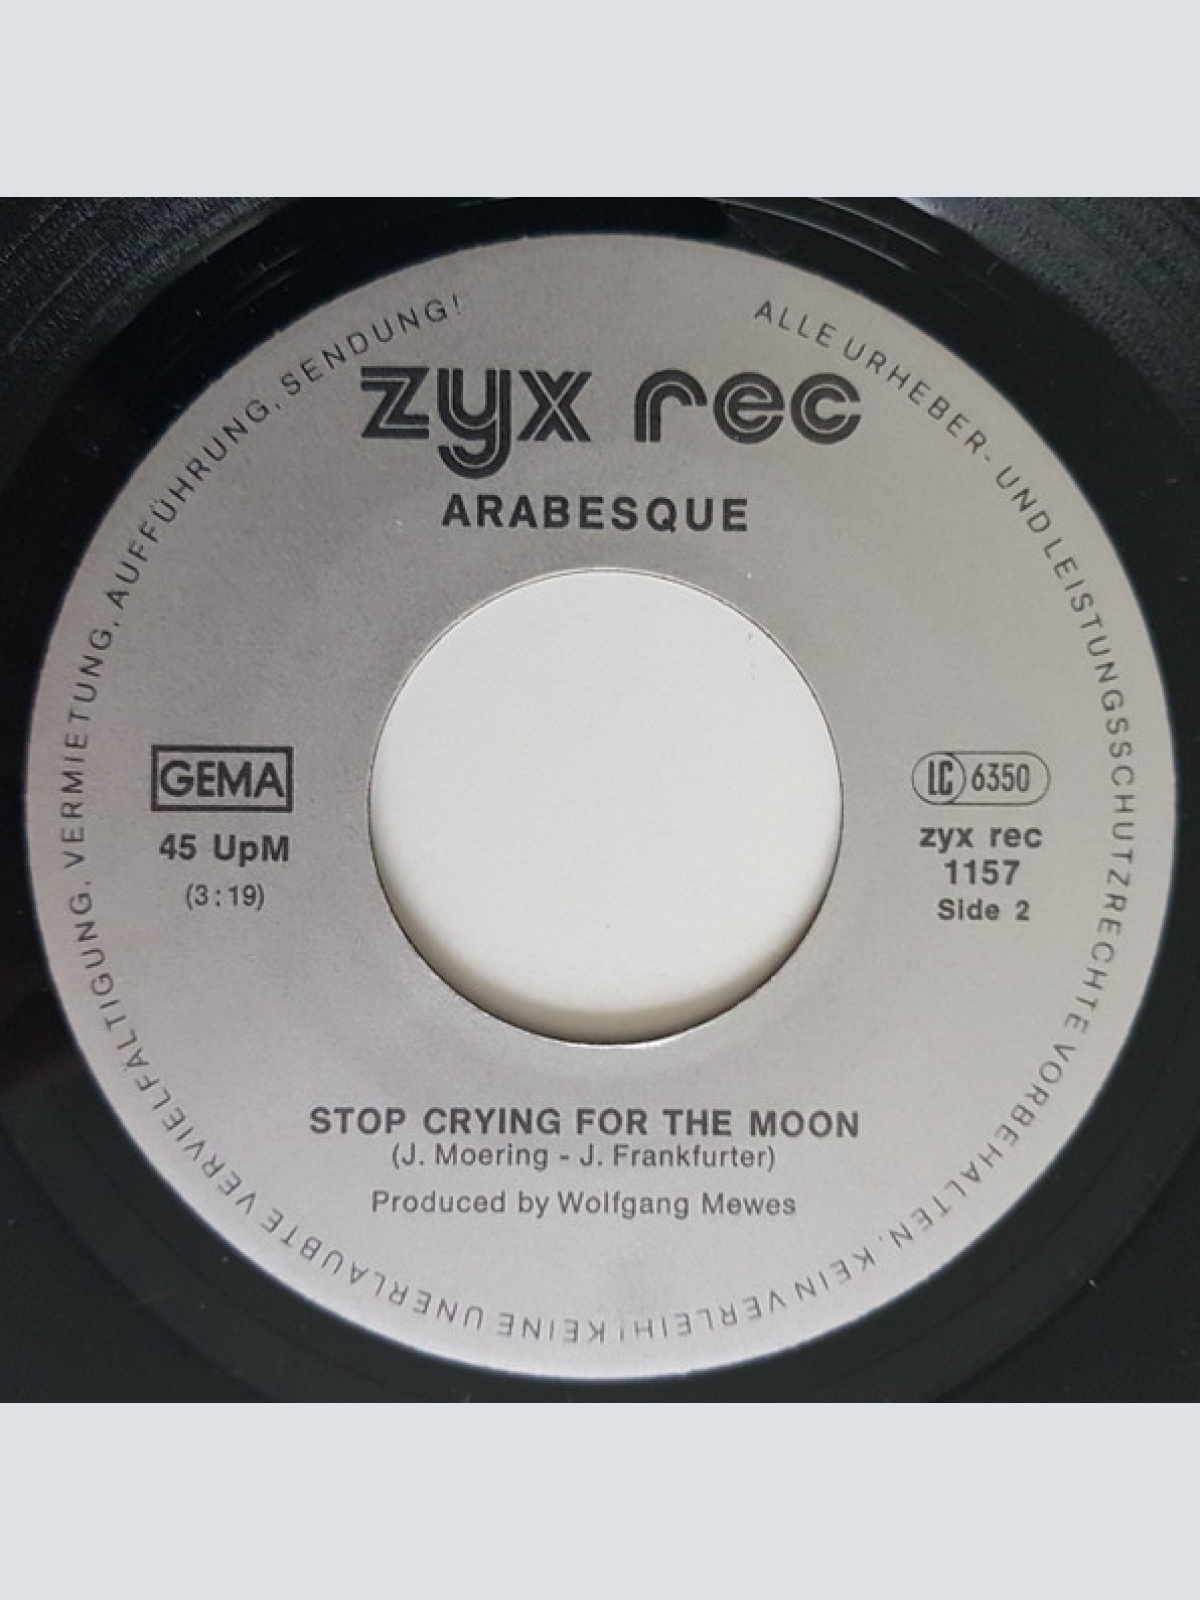 zyx rec
ARABESQUE
GEMA
45 UpM
(3:19)
LC 6350
zyx rec
1157
Side 2
STOP CRYING FOR THE MOON
(J. Moering - J. Frankfurter)
Produced by Wolfgang Mewes
ALLE URHEBER- UND LEISTUNGSSCHUTZRECHTE VORBEHALTEN. KEIN VERLEIH! KEINE UNERLAUBTE VERVIELFÄLTIGUNG, VERMIETUNG, AUFFÜHRUNG, SENDUNG!